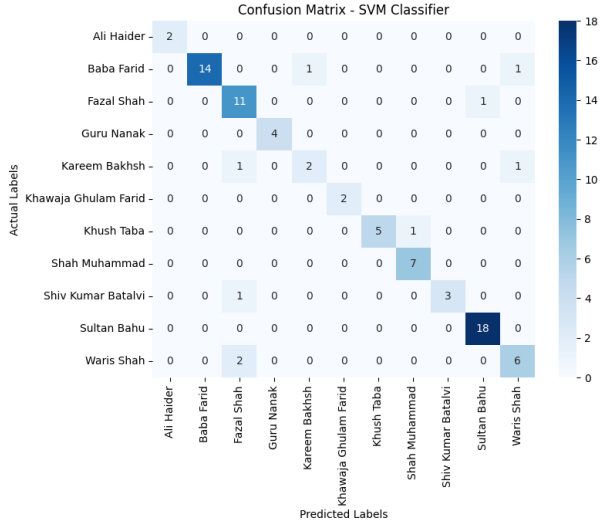 Confusion Matrix - SVM Classifier
Ali Haider 2 0 0 0 0 0 0 0 0 0 0
Baba Farid 0 14 0 0 1 0 0 0 0 0 1
Fazal Shah 0 0 11 0 0 0 0 0 0 1 0
Guru Nanak 0 0 0 4 0 0 0 0 0 0 0
Kareem Bakhsh 0 0 1 0 2 0 0 0 0 0 1
Khawaja Ghulam Farid 0 0 0 0 0 2 0 0 0 0 0
Khush Taba 0 0 0 0 0 0 5 1 0 0 0
Shah Muhammad 0 0 0 0 0 0 0 7 0 0 0
Shiv Kumar Batalvi 0 0 1 0 0 0 0 0 3 0 0
Sultan Bahu 0 0 0 0 0 0 0 0 0 18 0
Waris Shah 0 0 2 0 0 0 0 0 0 0 6
Actual Labels
Ali Haider
Baba Farid
Fazal Shah
Guru Nanak
Kareem Bakhsh
Khawaja Ghulam Farid
Khush Taba
Shah Muhammad
Shiv Kumar Batalvi
Sultan Bahu
Waris Shah
Predicted Labels
18
16
14
12
10
8
6
4
2
0